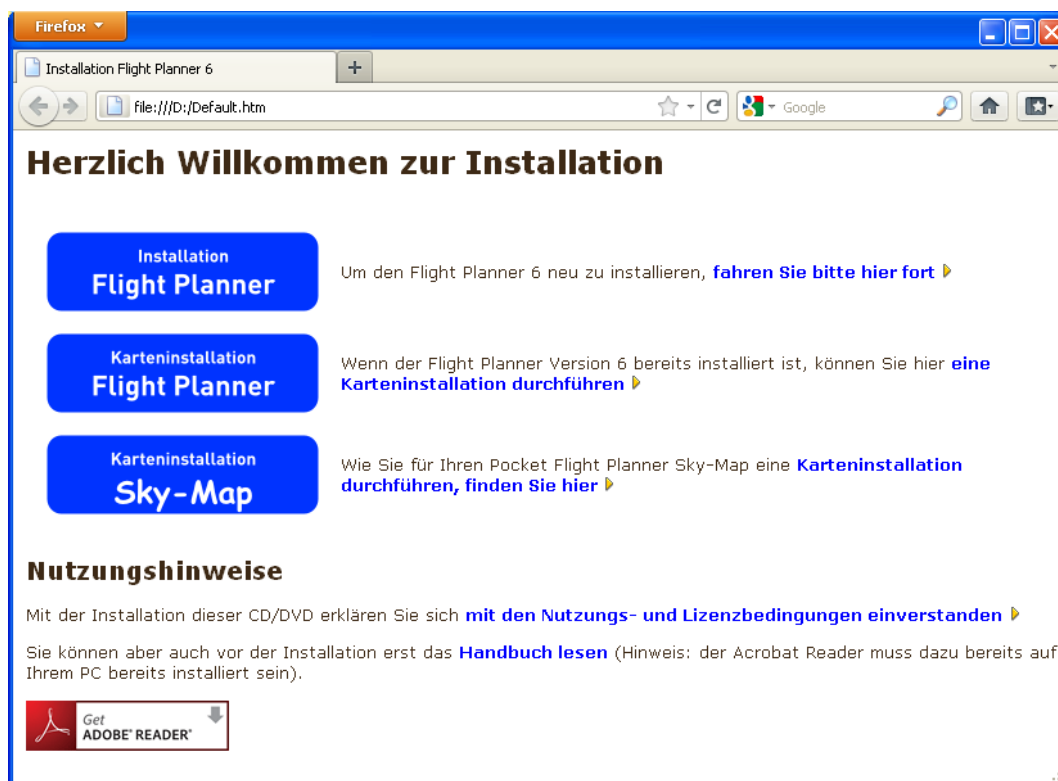 Firefox
Installation Flight Planner 6
file:///D:/Default.htm
Google
Herzlich Willkommen zur Installation
Installation
Flight Planner
Um den Flight Planner 6 neu zu installieren, fahren Sie bitte hier fort
Karteninstallation
Flight Planner
Wenn der Flight Planner Version 6 bereits installiert ist, können Sie hier eine
Karteninstallation durchführen
Karteninstallation
Sky-Map
Wie Sie für Ihren Pocket Flight Planner Sky-Map eine Karteninstallation
durchführen, finden Sie hier
Nutzungshinweise
Mit der Installation dieser CD/DVD erklären Sie sich mit den Nutzungs- und Lizenzbedingungen einverstanden
Sie können aber auch vor der Installation erst das Handbuch lesen (Hinweis: der Acrobat Reader muss dazu bereits auf
Ihrem PC bereits installiert sein).
Get
ADOBE® READER®